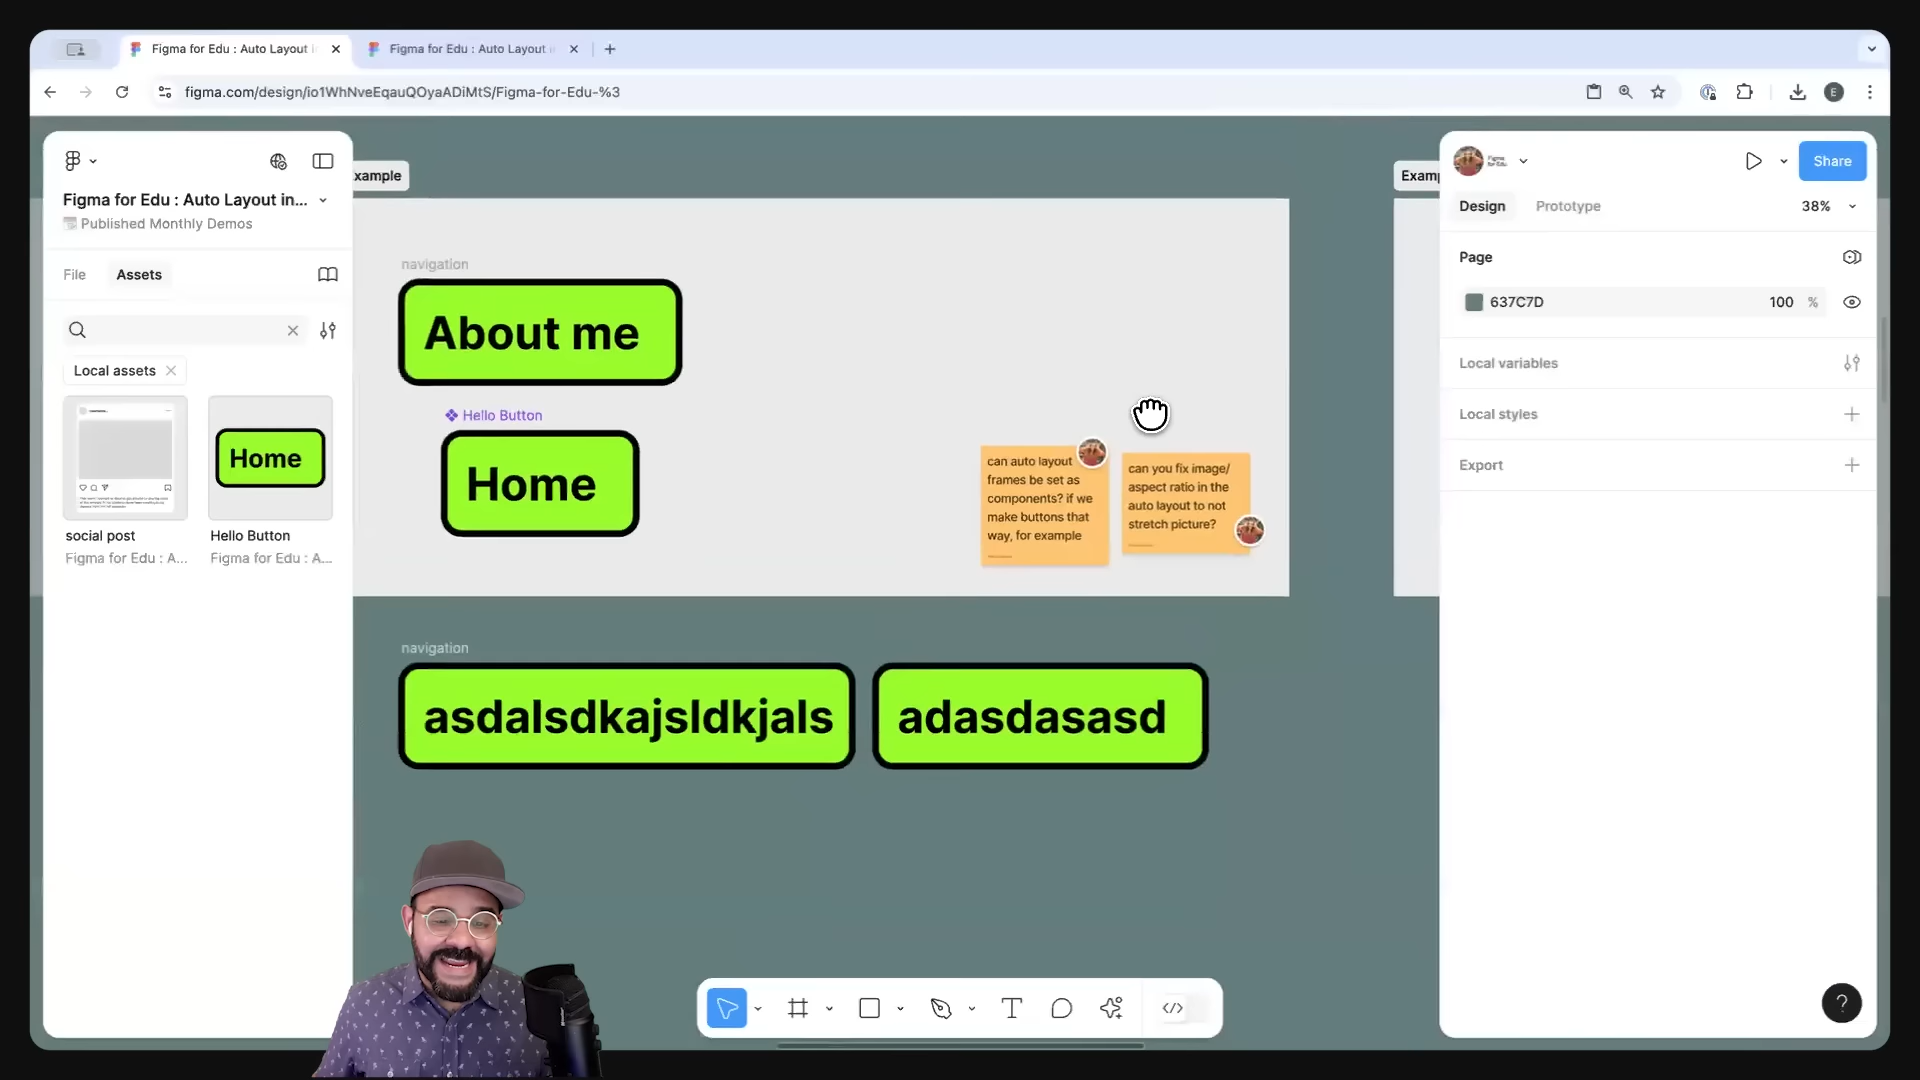 Figma for Edu : Auto Layout i
Figma for Edu : Auto Layout i
figma.com/design/io1WhNveEqauQOyaADiMtS/Figma-for-Edu-%3
E
Figma for Edu : Auto Layout in...
Published Monthly Demos
File
Assets
Local assets
Home
social post
Hello Button
Figma for Edu : A...
Figma for Edu : A...
xample
Examp
navigation
About me
Hello Button
Home
can auto layout
frames be set as
components? if we
make buttons that
way, for example
can you fix image/
aspect ratio in the
auto layout to not
stretch picture?
navigation
asdalsdkajsldkjals
adasdasasd
Figma
for Edu
Share
Design
Prototype
38%
Page
637C7D
100
%
Local variables
Local styles
Export
?